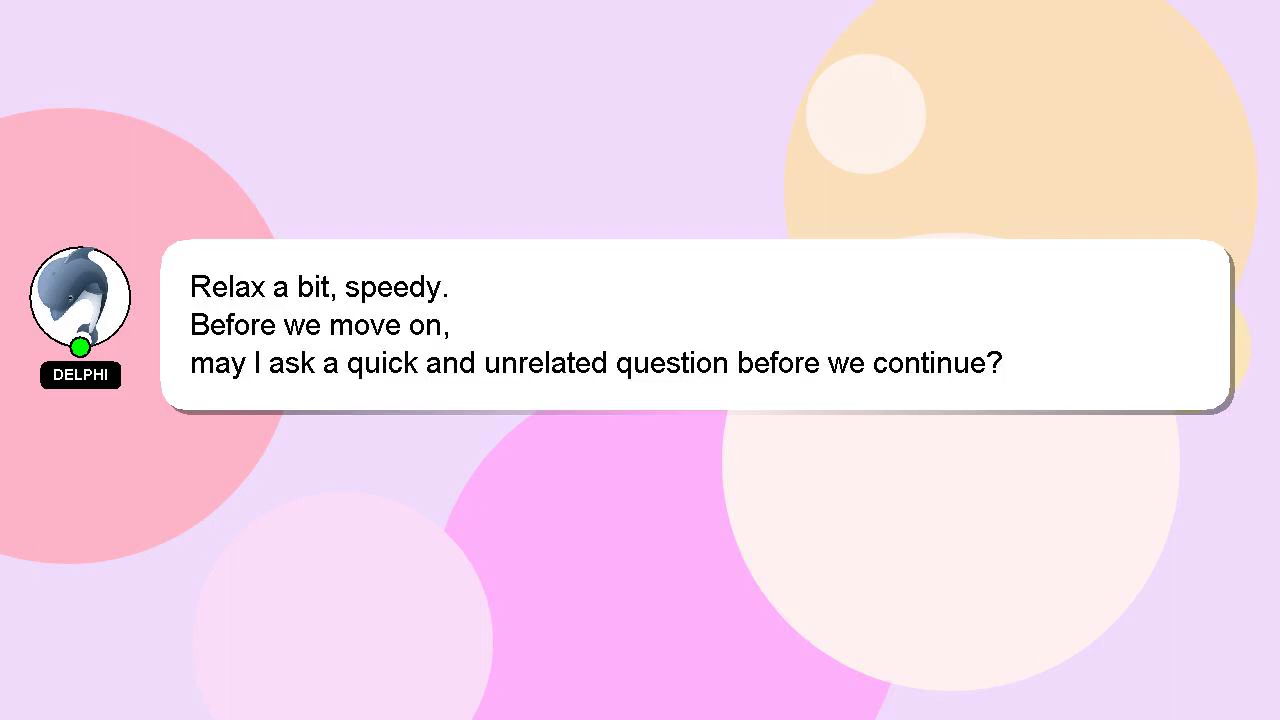 Relax a bit, speedy.
Before we move on,
may I ask a quick and unrelated question before we continue?
DELPHI